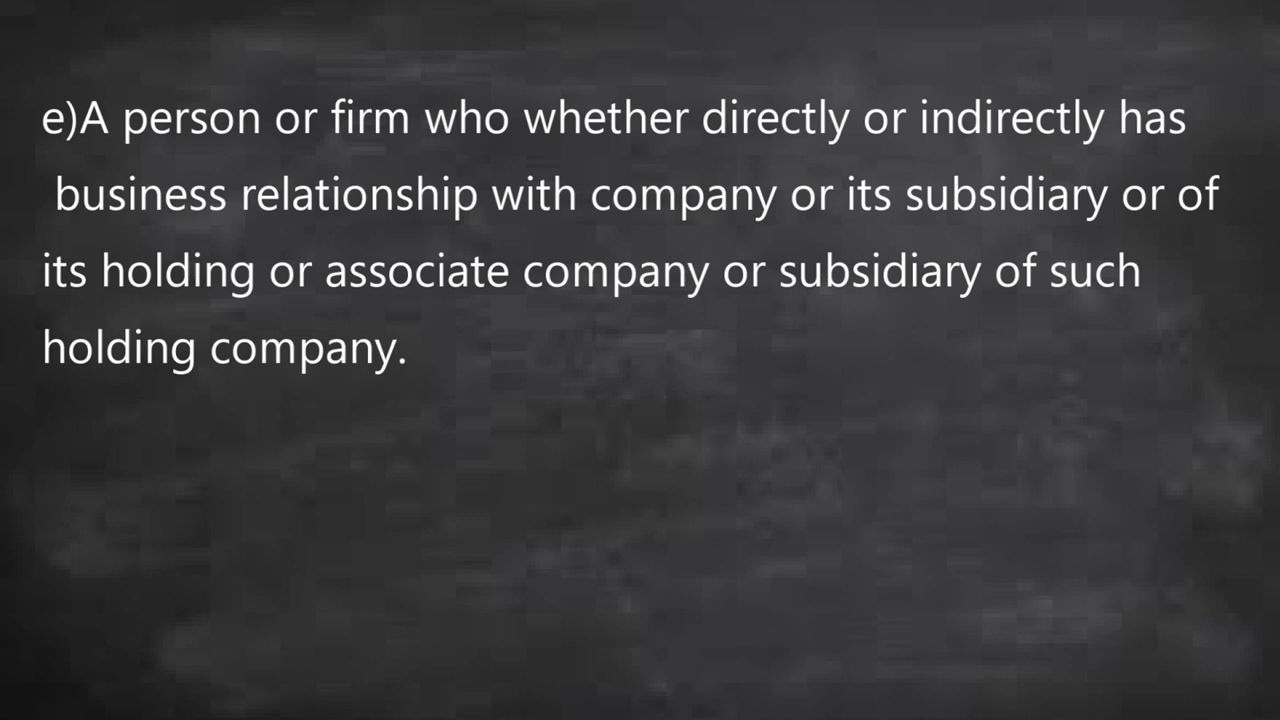 e)A person or firm who whether directly or indirectly has
business relationship with company or its subsidiary or of
its holding or associate company or subsidiary of such
holding company.